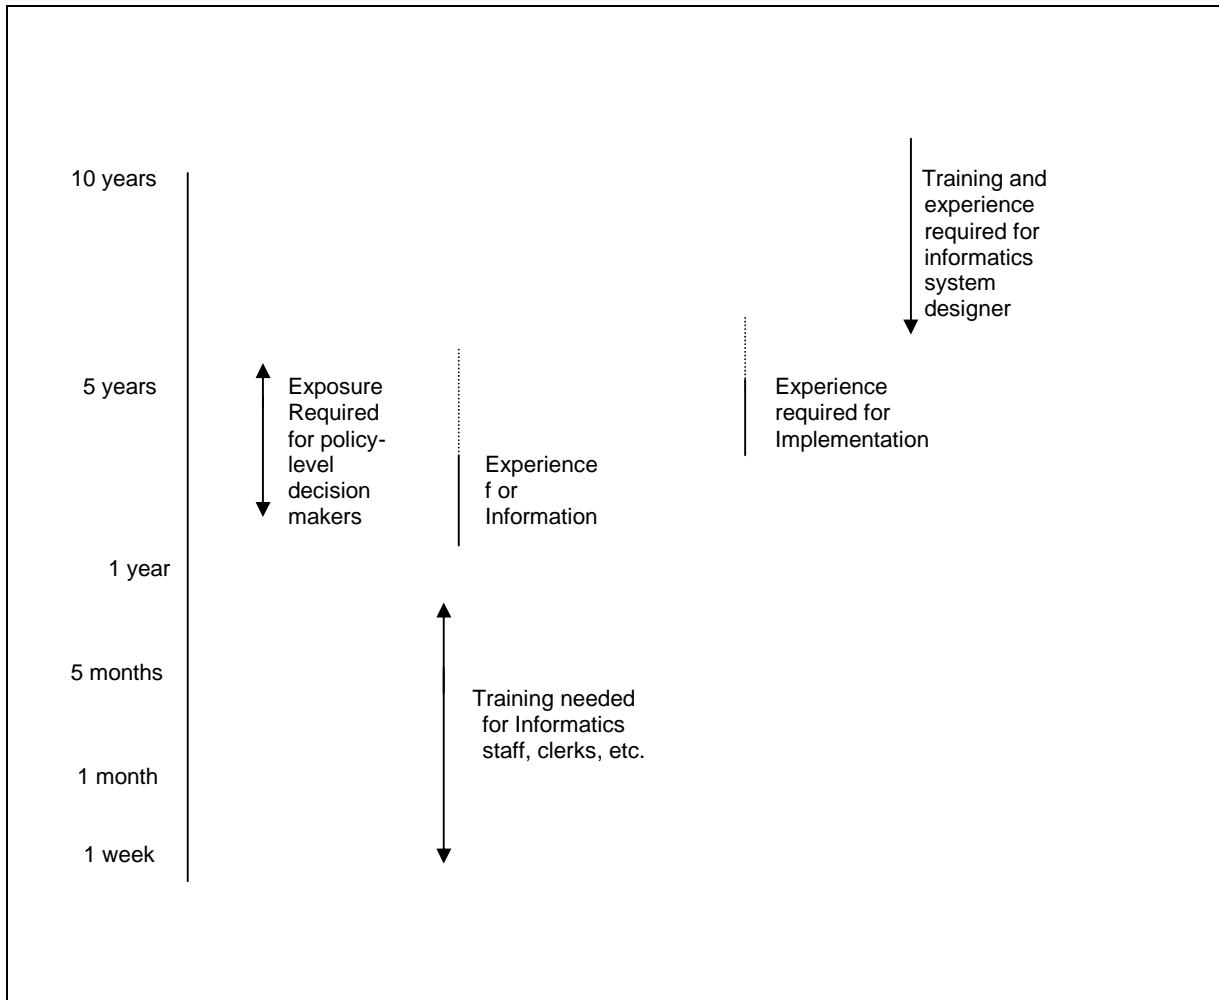 10 years
5 years
1 year
5 months
1 month
1 week
Exposure
Required
for policy-
level
decision
makers
Experience
f or
Information
Training needed
for Informatics
staff, clerks, etc.
Experience
required for
Implementation
Training and
experience
required for
informatics
system
designer